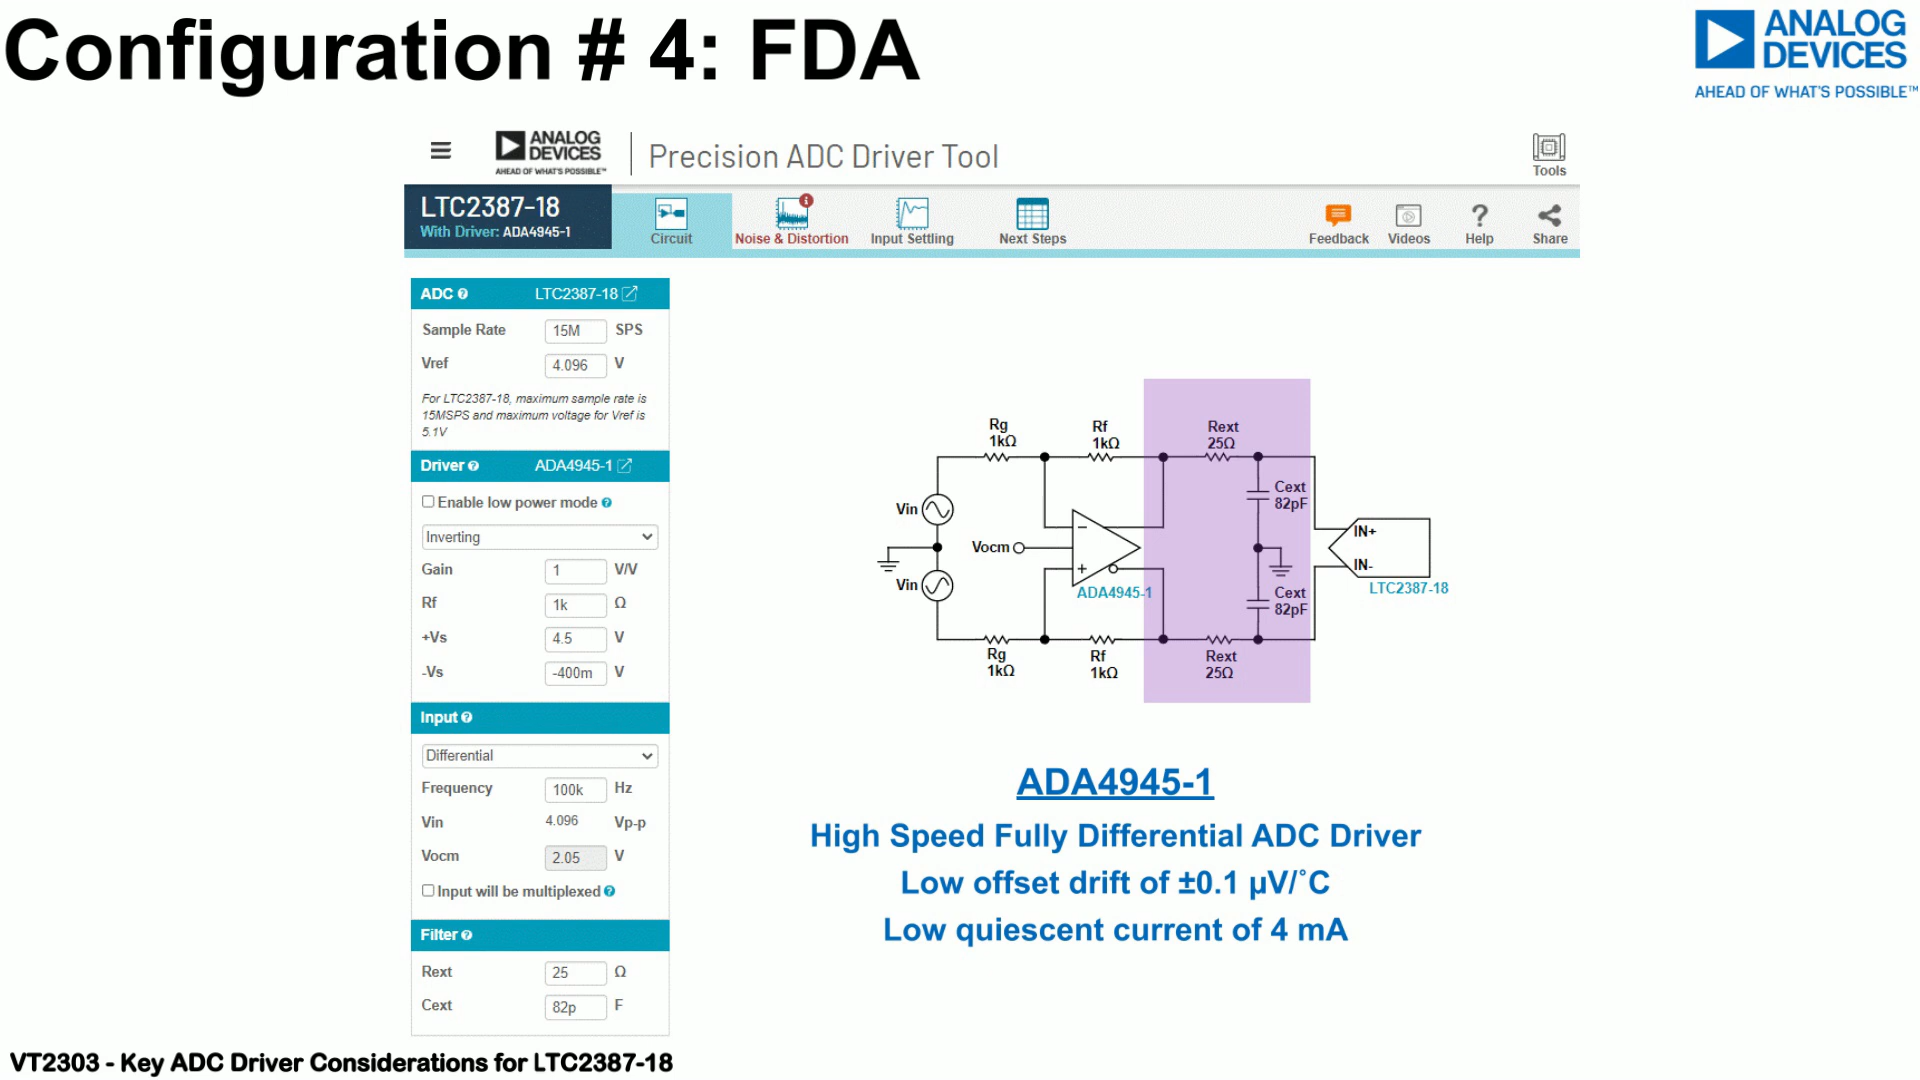 Configuration # 4: FDA
ANALOG
DEVICES
AHEAD OF WHAT'S POSSIBLE™
ANALOG
DEVICES
AHEAD OF WHAT'S POSSIBLE™
Precision ADC Driver Tool
Tools
LTC2387-18
With Driver: ADA4945-1
Circuit
Noise & Distortion
Input Settling
Next Steps
Feedback
Videos
Help
Share
ADC LTC2387-18
Sample Rate 15M SPS
Vref 4.096 V
For LTC2387-18, maximum sample rate is
15MSPS and maximum voltage for Vref is
5.1V
Driver ADA4945-1
Enable low power mode
Inverting
Gain 1 V/V
Rf 1k Ω
+Vs 4.5 V
-Vs -400m V
Input
Differential
Frequency 100k Hz
Vin 4.096 Vp-p
Vocm 2.05 V
Input will be multiplexed
Filter
Rext 25 Ω
Cext 82p F
Rg
1kΩ
Rf
1kΩ
Rext
25Ω
Cext
82pF
Vin
Vocm
Vin
ADA4945-1
IN+
IN-
LTC2387-18
Cext
82pF
Rg
1kΩ
Rf
1kΩ
Rext
25Ω
ADA4945-1
High Speed Fully Differential ADC Driver
Low offset drift of ±0.1 µV/˚C
Low quiescent current of 4 mA
VT2303 - Key ADC Driver Considerations for LTC2387-18